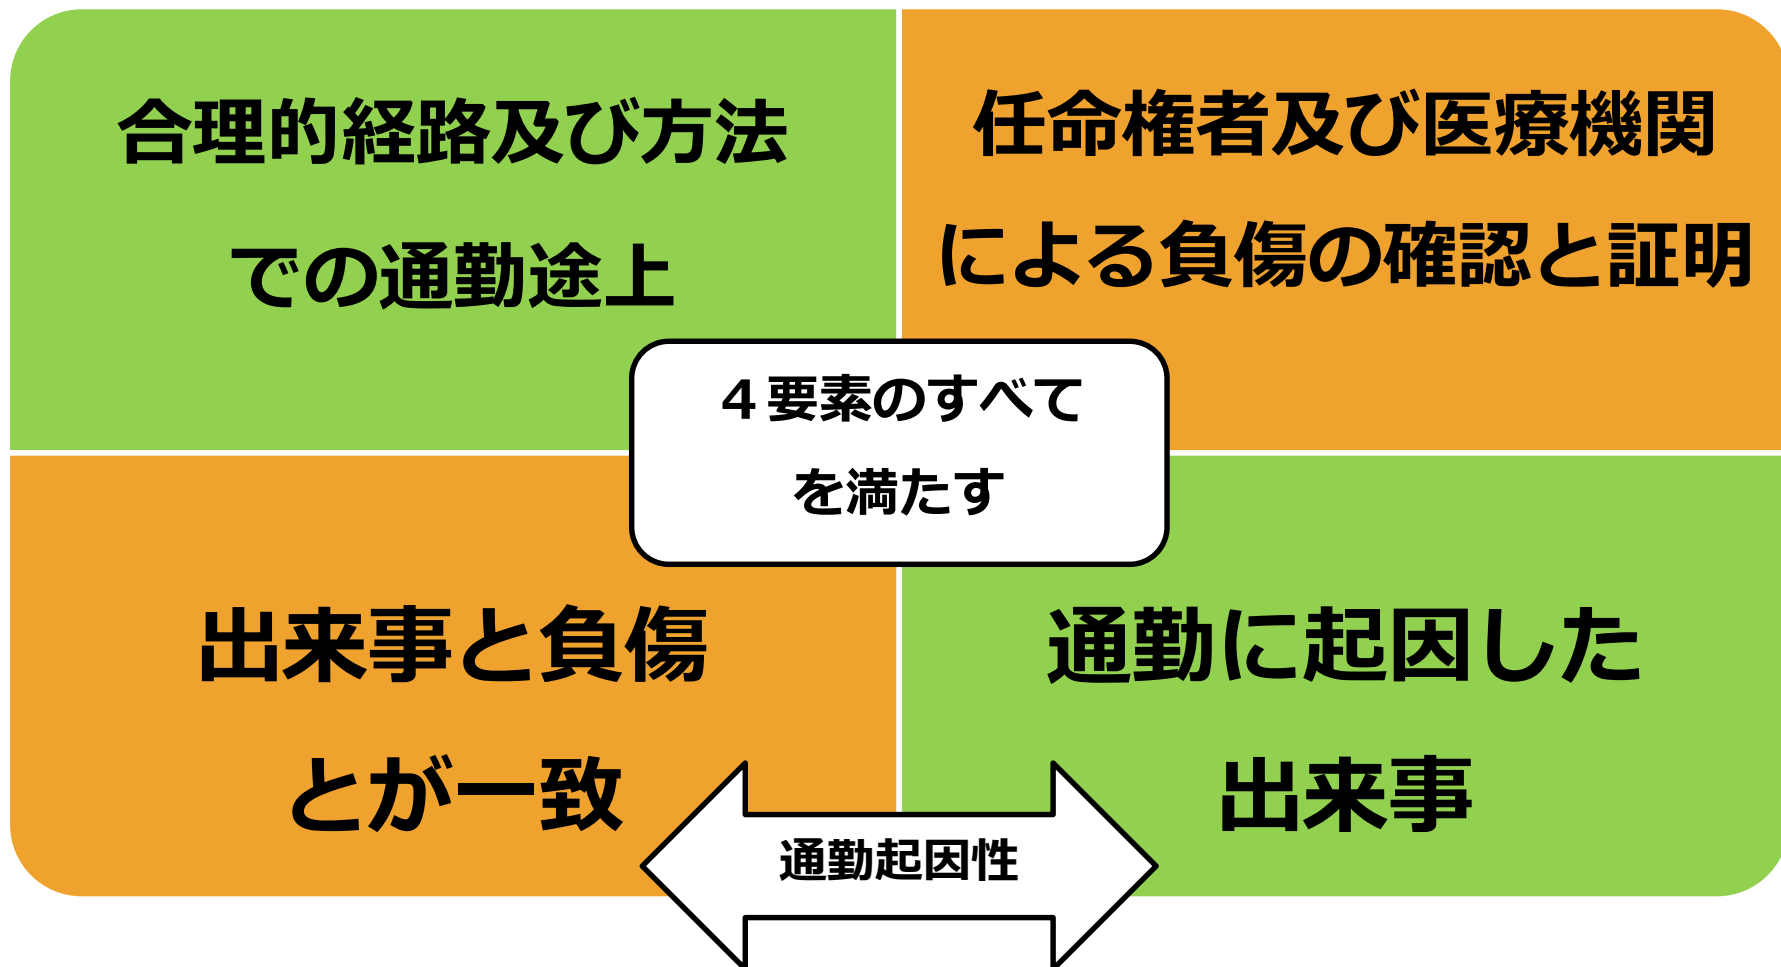 合理的経路及び方法
での通勤途上
任命権者及び医療機関
による負傷の確認と証明
４要素のすべて
を満たす
出来事と負傷
とが一致
通勤に起因した
出来事
通勤起因性